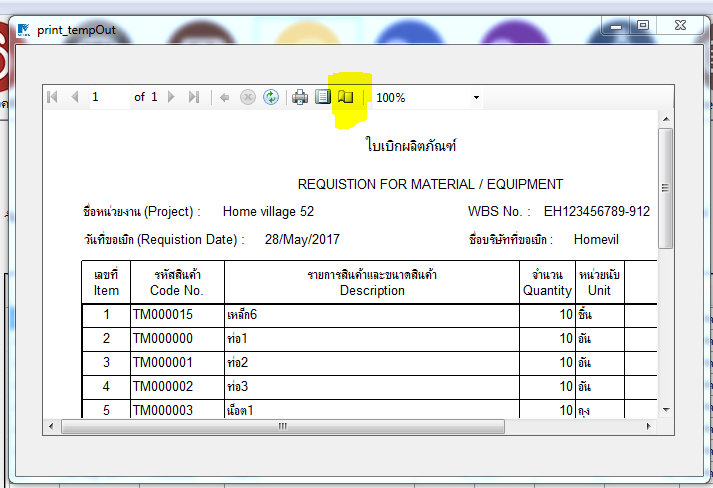 print_tempOut
1 of 1 100%
ใบเบิกผลิตภัณฑ์
REQUISTION FOR MATERIAL / EQUIPMENT
ชื่อหน่วยงาน (Project) : Home village 52 WBS No. : EH123456789-912
วันที่ขอเบิก (Requistion Date) : 28/May/2017 ชื่อบริษัทที่ขอเบิก : Homevil
เลขที่ รหัสสินค้า รายการสินค้าและขนาดสินค้า จำนวน หน่วยนับ
Item Code No. Description Quantity Unit
1 TM000015 เหล็ก6 10 ชิ้น
2 TM000000 ท่อ1 10 อัน
3 TM000001 ท่อ2 10 อัน
4 TM000002 ท่อ3 10 อัน
5 TM000003 น็อต1 10 ถุง